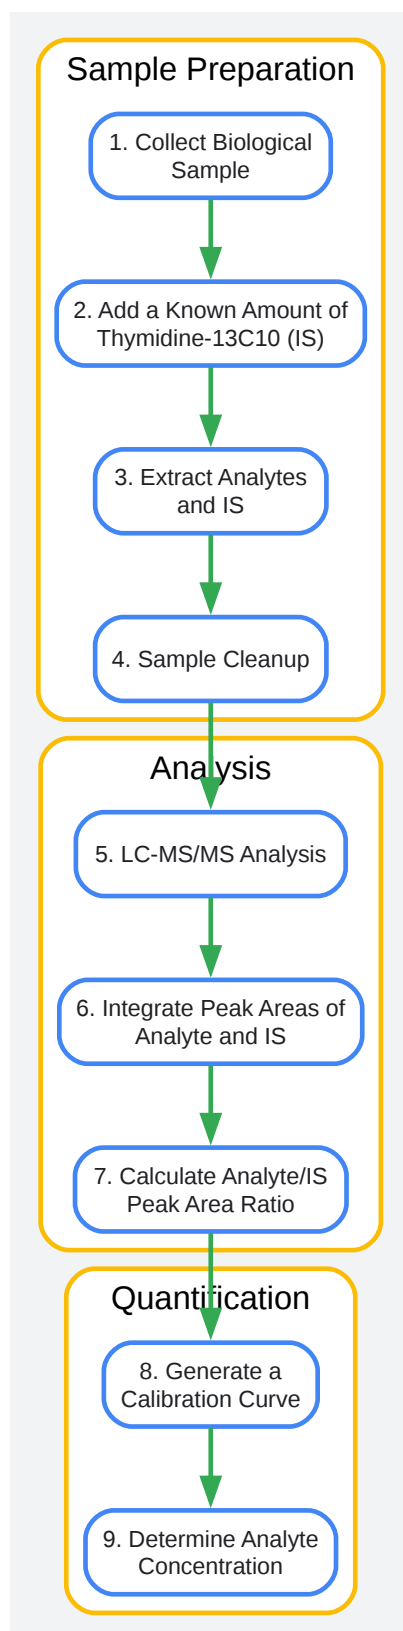 Sample Preparation
1. Collect Biological
Sample
2. Add a Known Amount of
Thymidine-13C10 (IS)
3. Extract Analytes
and IS
4. Sample Cleanup
Analysis
5. LC-MS/MS Analysis
6. Integrate Peak Areas of
Analyte and IS
7. Calculate Analyte/IS
Peak Area Ratio
Quantification
8. Generate a
Calibration Curve
9. Determine Analyte
Concentration